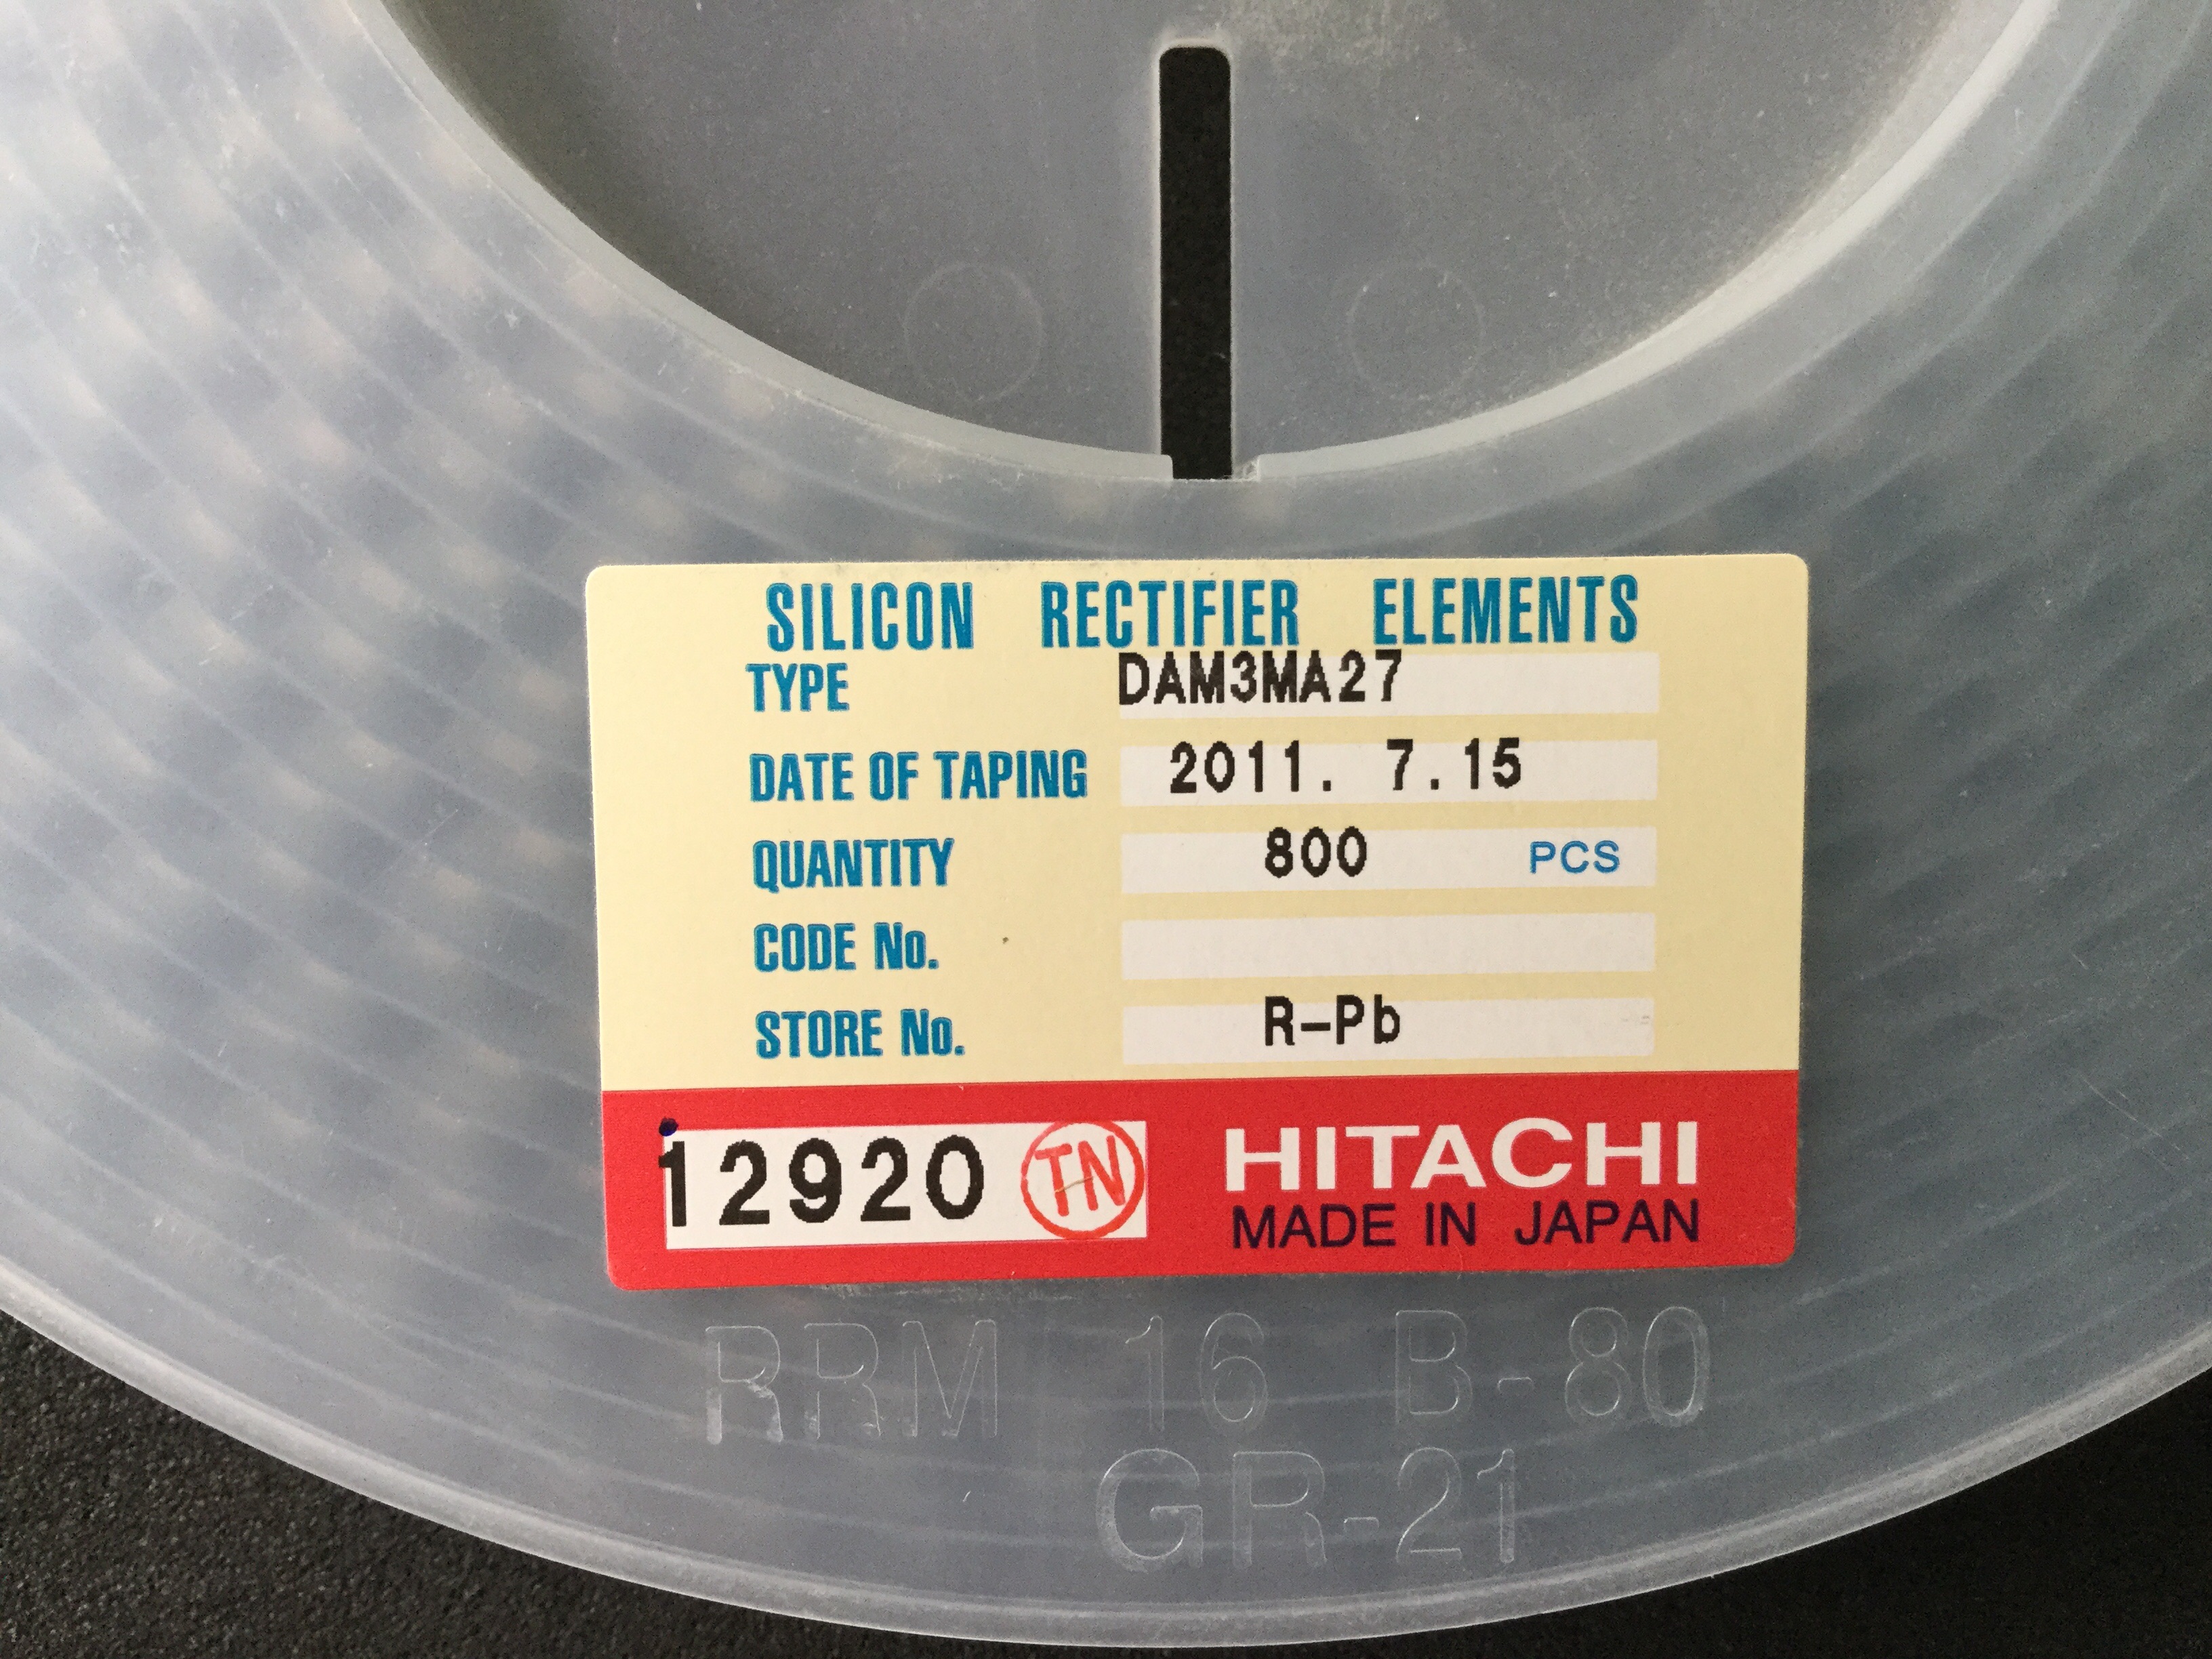 SILICON RECTIFIER ELEMENTS
TYPE DAM3MA27
DATE OF TAPING 2011. 7.15
QUANTITY 800 PCS
CODE No.
STORE No. R-Pb
12920 TN HITACHI
MADE IN JAPAN
RRM 16 B-80
GR-21